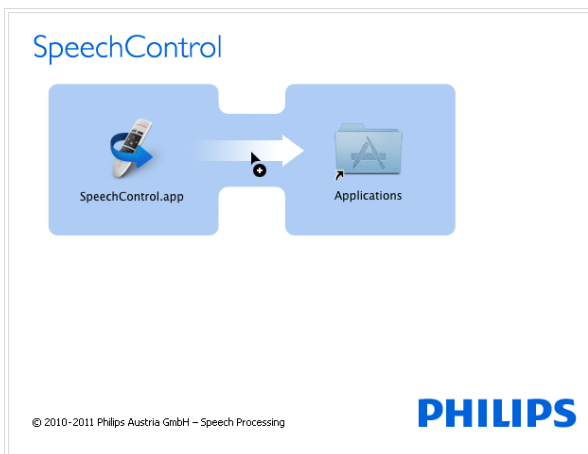 SpeechControl
SpeechControl.app
Applications
© 2010-2011 Philips Austria GmbH – Speech Processing
PHILIPS